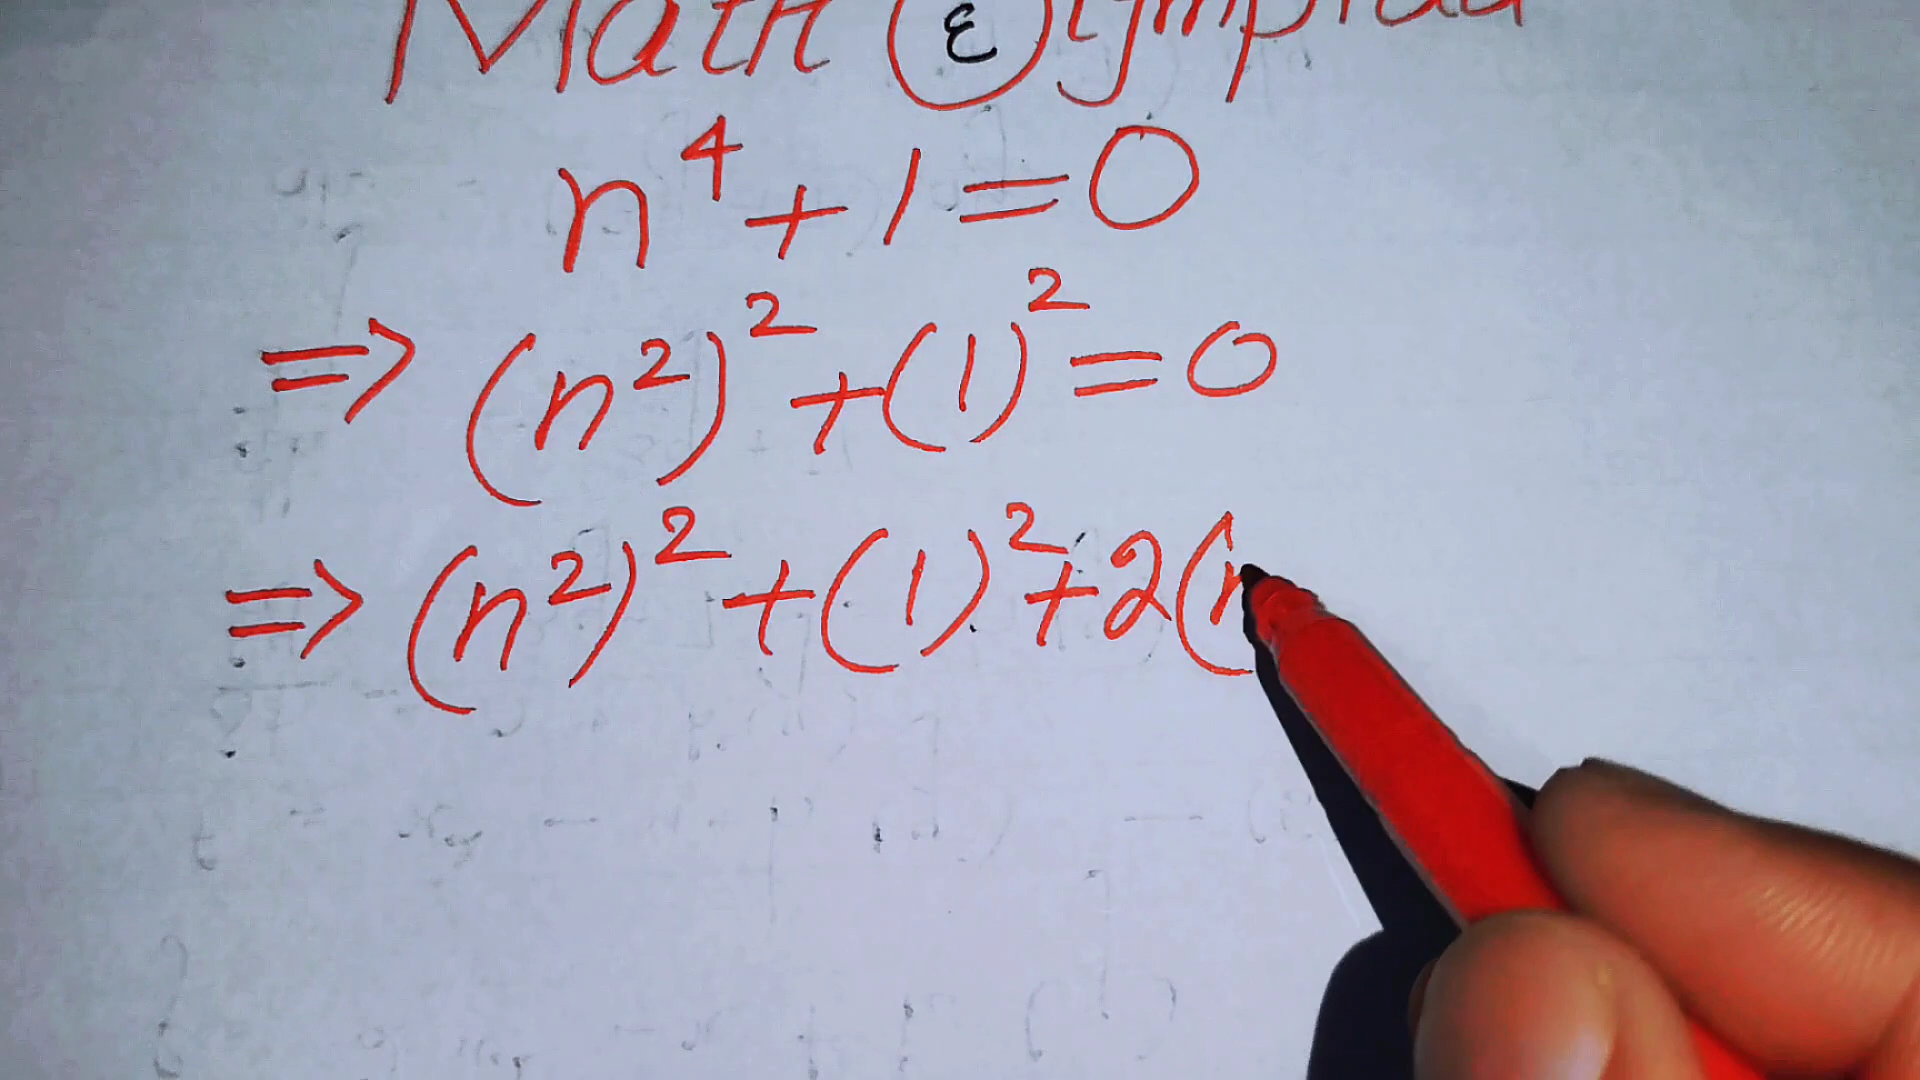 Math Olympiad
n⁴ + 1 = 0
⇒ (n²)² + (1)² = 0
⇒ (n²)² + (1)² + 2(n